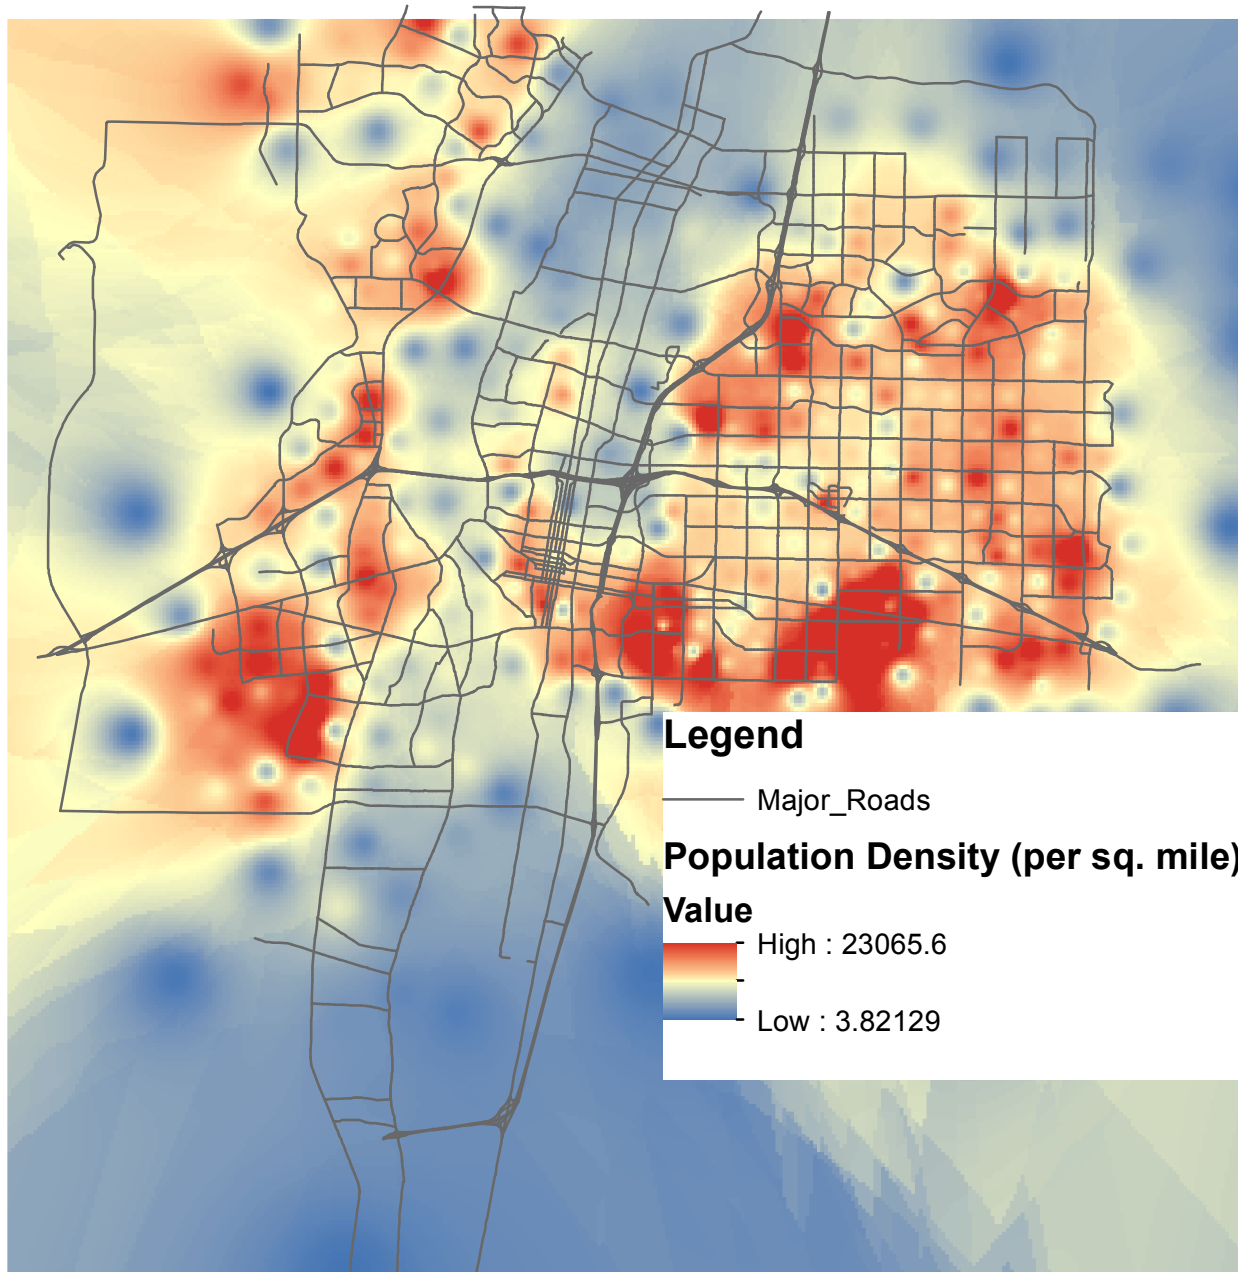 Legend
Major_Roads
Population Density (per sq. mile)
Value
High : 23065.6
Low : 3.82129